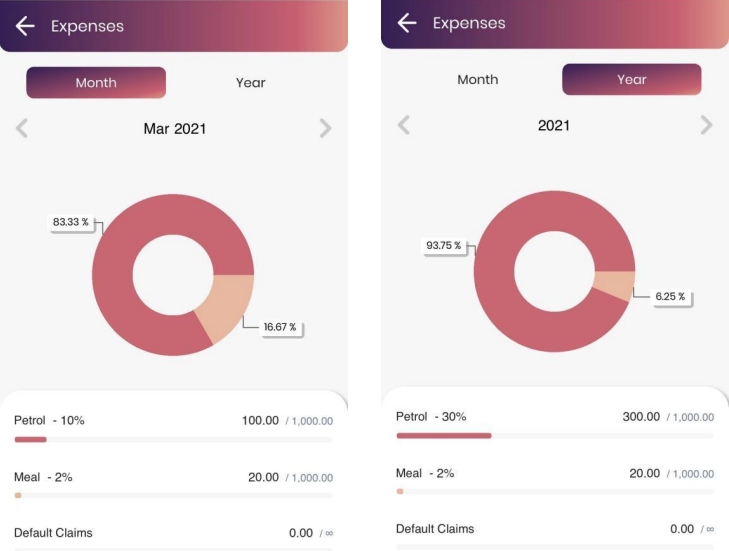 Expenses
Month Year
Mar 2021
83.33 %
16.67 %
Petrol - 10% 100.00 / 1,000.00
Meal - 2% 20.00 / 1,000.00
Default Claims 0.00 / ∞
Expenses
Month Year
2021
93.75 %
6.25 %
Petrol - 30% 300.00 / 1,000.00
Meal - 2% 20.00 / 1,000.00
Default Claims 0.00 / ∞